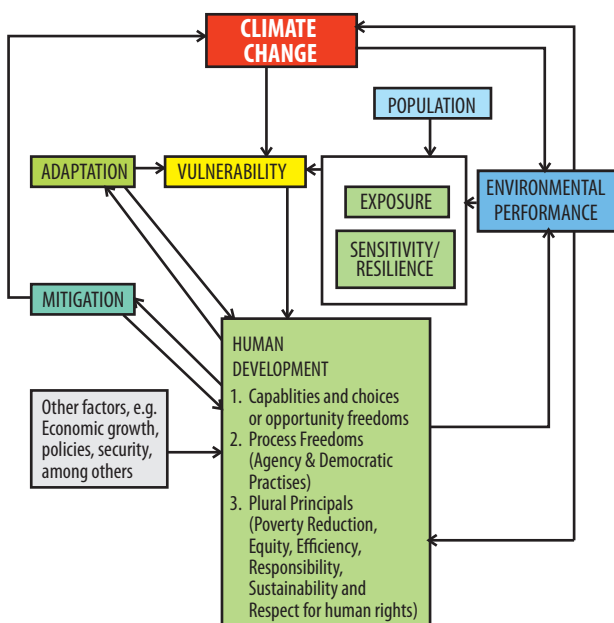 CLIMATE
CHANGE
POPULATION
ADAPTATION
VULNERABILITY
EXPOSURE
ENVIRONMENTAL
PERFORMANCE
SENSITIVITY/
RESILIENCE
MITIGATION
HUMAN
DEVELOPMENT
1. Capablities and choices
or opportunity freedoms
2. Process Freedoms
(Agency & Democratic
Practises)
3. Plural Principals
(Poverty Reduction,
Equity, Efficiency,
Responsibility,
Sustainability and
Respect for human rights)
Other factors, e.g.
Economic growth,
policies, security,
among others